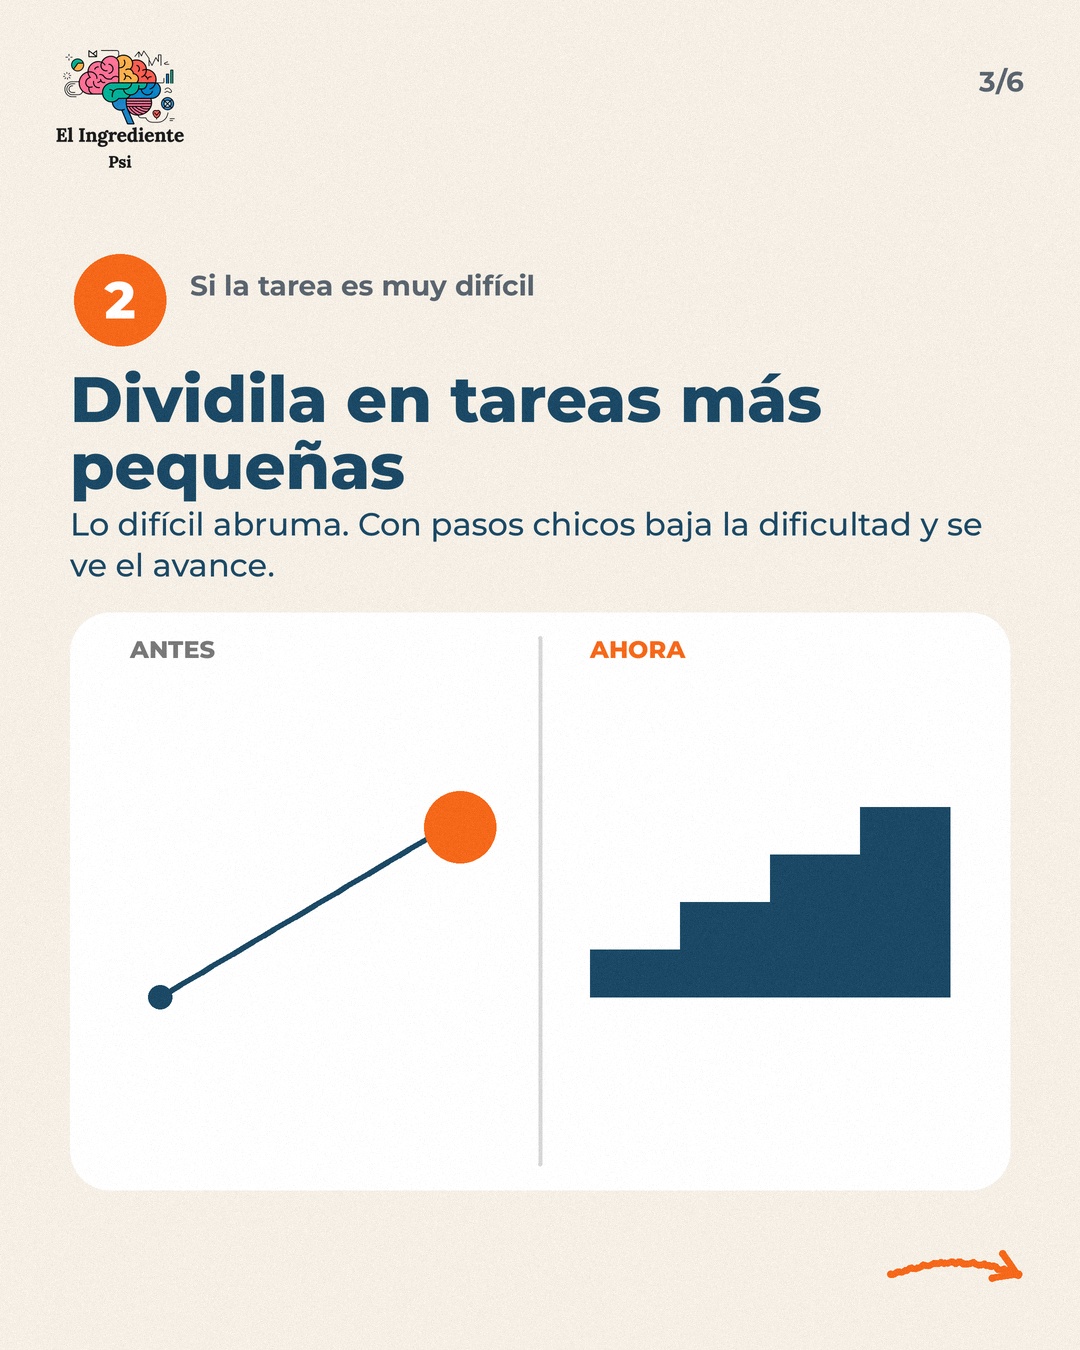 El Ingrediente
Psi
3/6
2
Si la tarea es muy difícil
Dividila en tareas más
pequeñas
Lo difícil abruma. Con pasos chicos baja la dificultad y se
ve el avance.
ANTES
AHORA